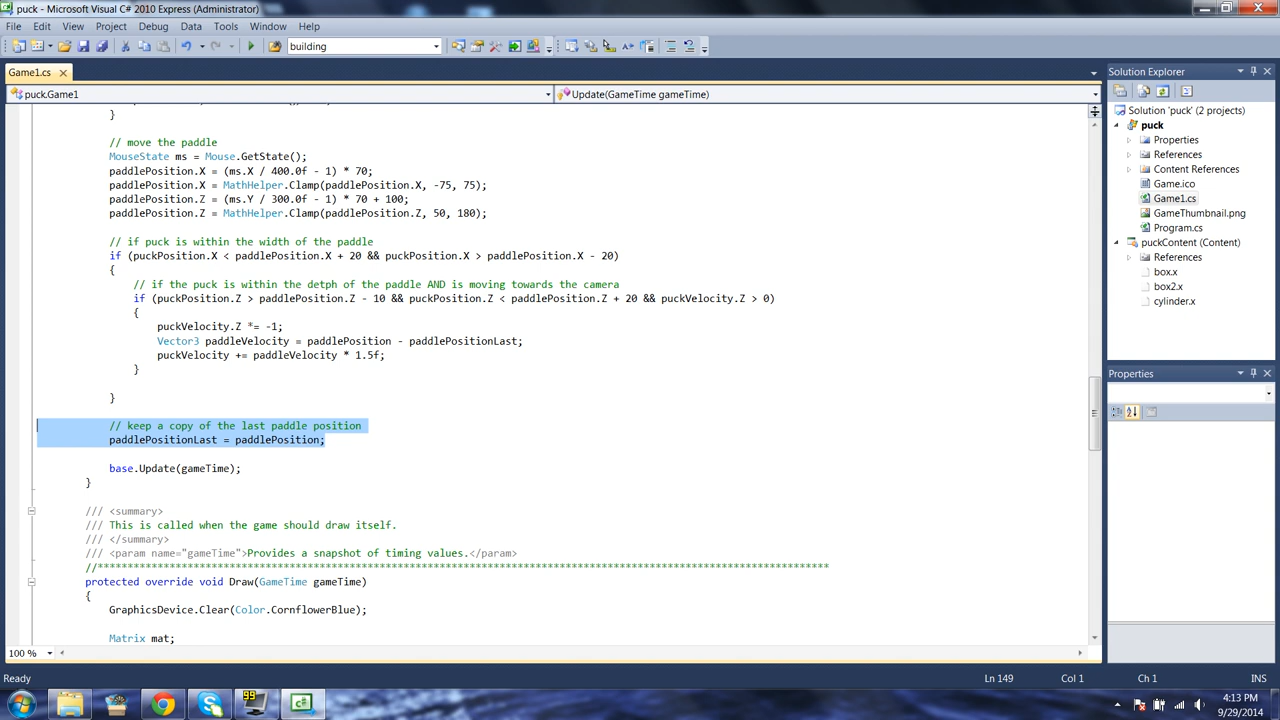 puck - Microsoft Visual C# 2010 Express (Administrator)
File Edit View Project Debug Data Tools Window Help
building
Game1.cs
puck.Game1
Update(GameTime gameTime)
}
// move the paddle
MouseState ms = Mouse.GetState();
paddlePosition.X = (ms.X / 400.0f - 1) * 70;
paddlePosition.X = MathHelper.Clamp(paddlePosition.X, -75, 75);
paddlePosition.Z = (ms.Y / 300.0f - 1) * 70 + 100;
paddlePosition.Z = MathHelper.Clamp(paddlePosition.Z, 50, 180);
// if puck is within the width of the paddle
if (puckPosition.X < paddlePosition.X + 20 && puckPosition.X > paddlePosition.X - 20)
{
// if the puck is within the detph of the paddle AND is moving towards the camera
if (puckPosition.Z > paddlePosition.Z - 10 && puckPosition.Z < paddlePosition.Z + 20 && puckVelocity.Z > 0)
{
puckVelocity.Z *= -1;
Vector3 paddleVelocity = paddlePosition - paddlePositionLast;
puckVelocity += paddleVelocity * 1.5f;
}
}
// keep a copy of the last paddle position
paddlePositionLast = paddlePosition;
base.Update(gameTime);
}
/// <summary>
/// This is called when the game should draw itself.
/// </summary>
/// <param name="gameTime">Provides a snapshot of timing values.</param>
//**************************************************************************************************************************
protected override void Draw(GameTime gameTime)
{
GraphicsDevice.Clear(Color.CornflowerBlue);
Matrix mat;
100 %
Solution Explorer
Solution 'puck' (2 projects)
puck
Properties
References
Content References
Game.ico
Game1.cs
GameThumbnail.png
Program.cs
puckContent (Content)
References
box.x
box2.x
cylinder.x
Properties
Ready
Ln 149
Col 1
Ch 1
INS
99
4:13 PM
9/29/2014